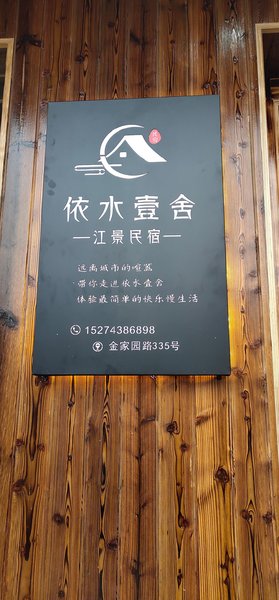 依水壹舍
—江景民宿—
远离城市的喧嚣
带你走进依水壹舍
体验最简单的快乐慢生活
15274386898
金家园路335号